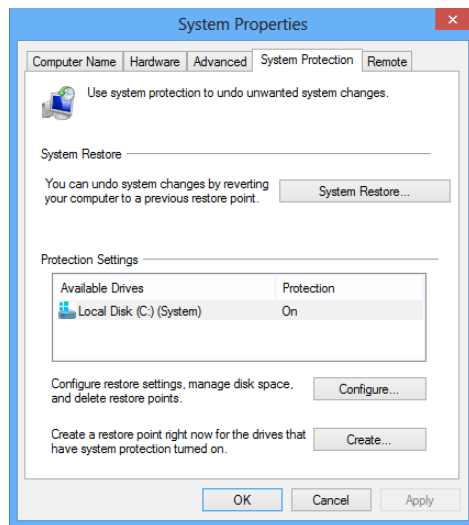 System Properties
Computer Name Hardware Advanced System Protection Remote
Use system protection to undo unwanted system changes.
System Restore
You can undo system changes by reverting
your computer to a previous restore point.
System Restore...
Protection Settings
Available Drives Protection
Local Disk (C:) (System) On
Configure restore settings, manage disk space,
and delete restore points.
Configure...
Create a restore point right now for the drives that
have system protection turned on.
Create...
OK Cancel Apply